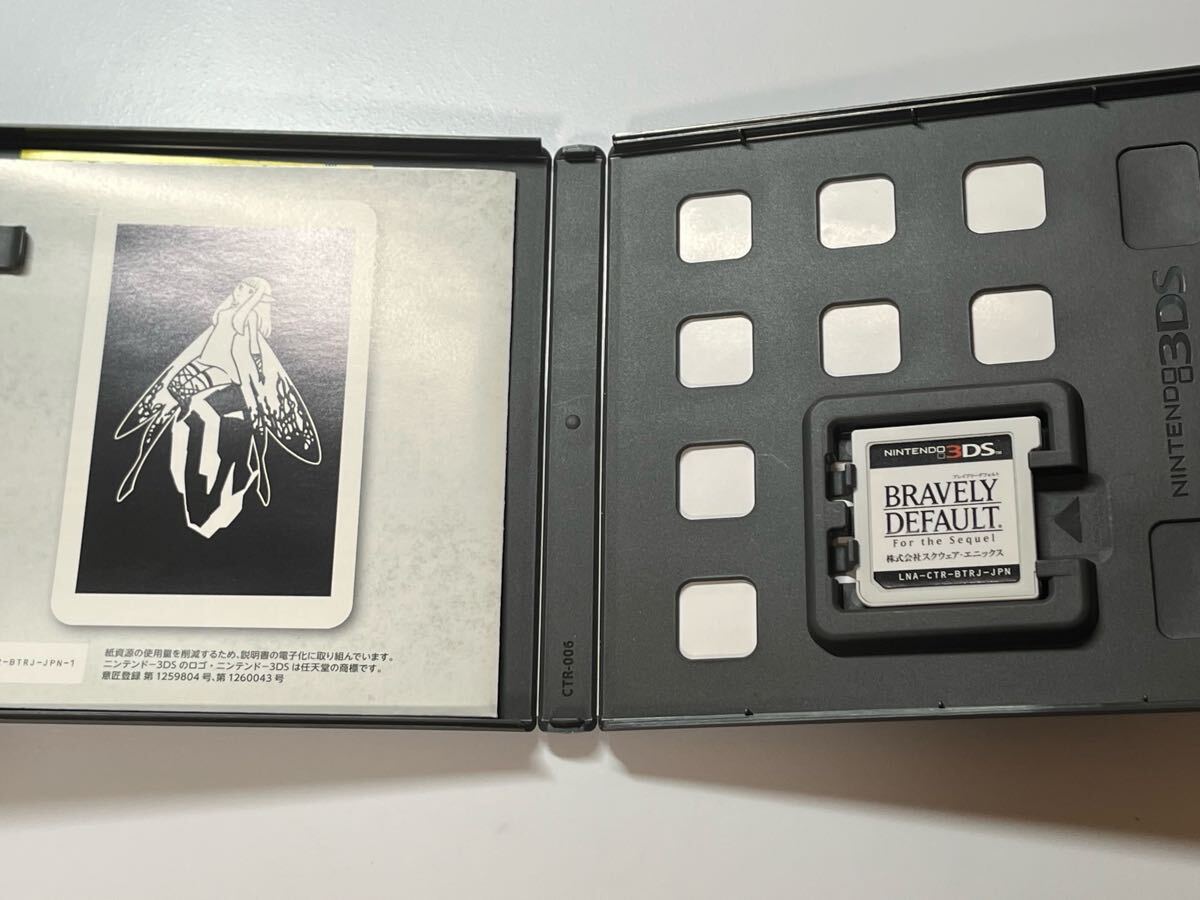 R-BTRJ-JPN-1
紙資源の使用量を削減するため、説明書の電子化に取り組んでいます。
ニンテンドー3DSのロゴ・ニンテンドー3DSは任天堂の商標です。
意匠登録 第1259804号、第1260043号
CTR-006
NINTENDO3DS™
ブレイブリーデフォルト
BRAVELY
DEFAULT®
For the Sequel
株式会社スクウェア・エニックス
LNA-CTR-BTRJ-JPN
NINTENDO3DS